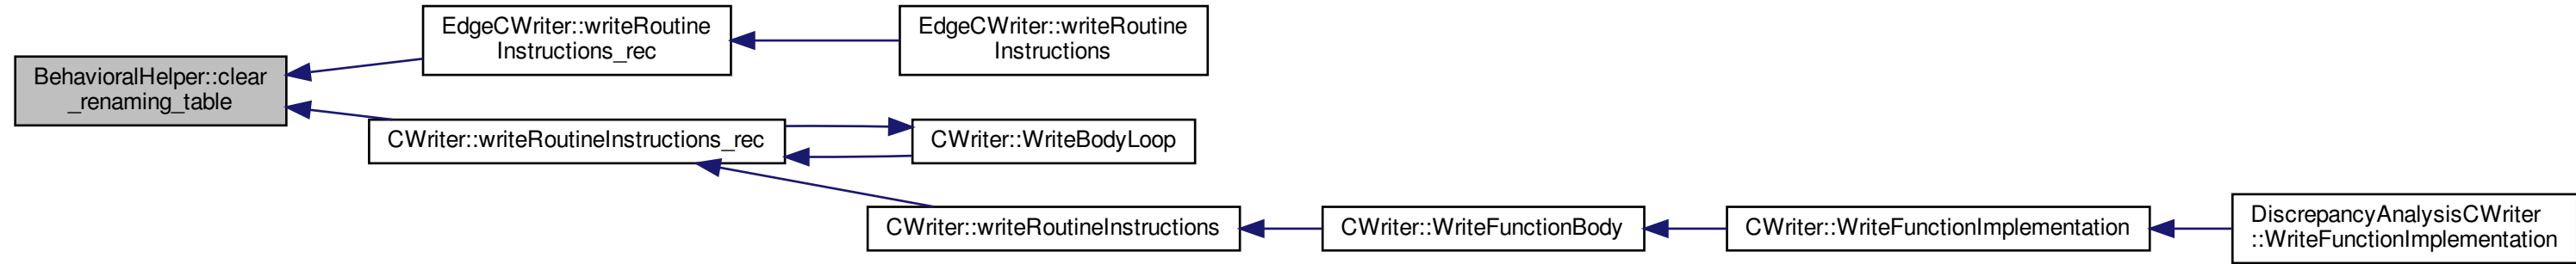 BehavioralHelper::clear
_renaming_table
EdgeCWriter::writeRoutine
Instructions_rec
EdgeCWriter::writeRoutine
Instructions
CWriter::writeRoutineInstructions_rec
CWriter::WriteBodyLoop
CWriter::writeRoutineInstructions
CWriter::WriteFunctionBody
CWriter::WriteFunctionImplementation
DiscrepancyAnalysisCWriter
::WriteFunctionImplementation